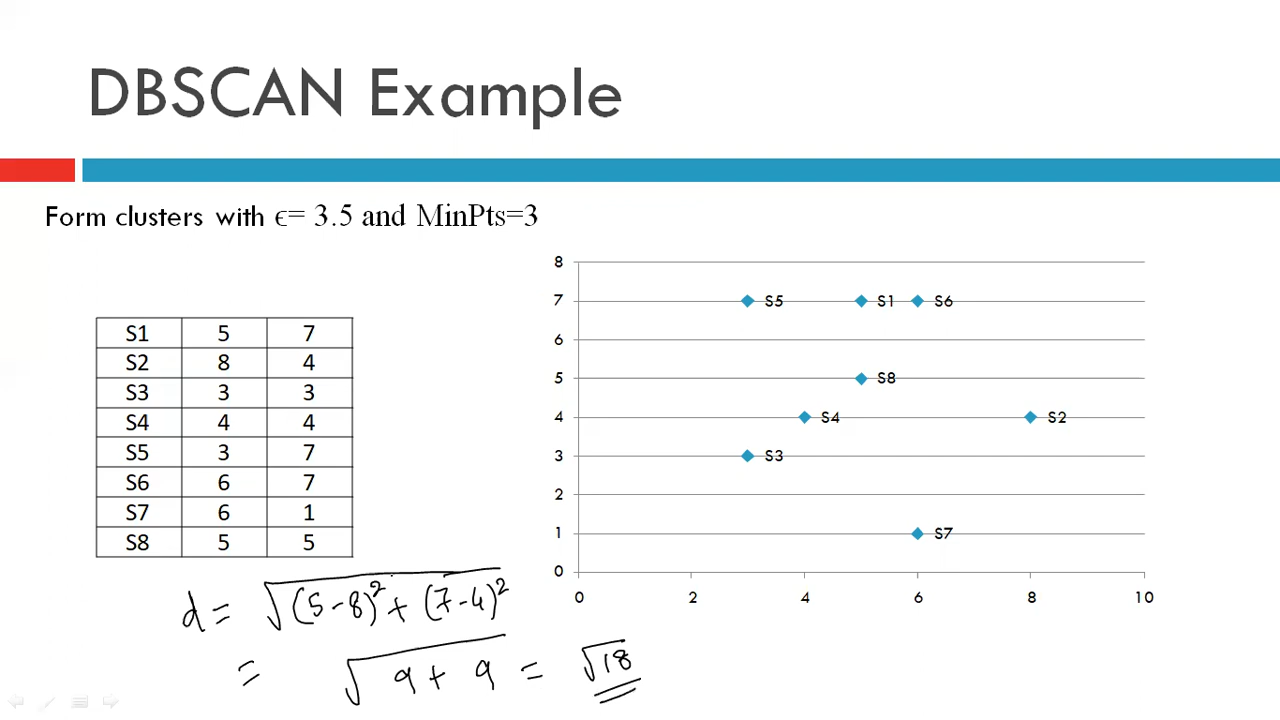 DBSCAN Example
Form clusters with ϵ= 3.5 and MinPts=3
S1 5 7
S2 8 4
S3 3 3
S4 4 4
S5 3 7
S6 6 7
S7 6 1
S8 5 5
8
7 S5 S1 S6
6
5 S8
4 S4 S2
3 S3
2
1 S7
0
0 2 4 6 8 10
d = √(5-8)² + (7-4)²
= √9 + 9 = √18